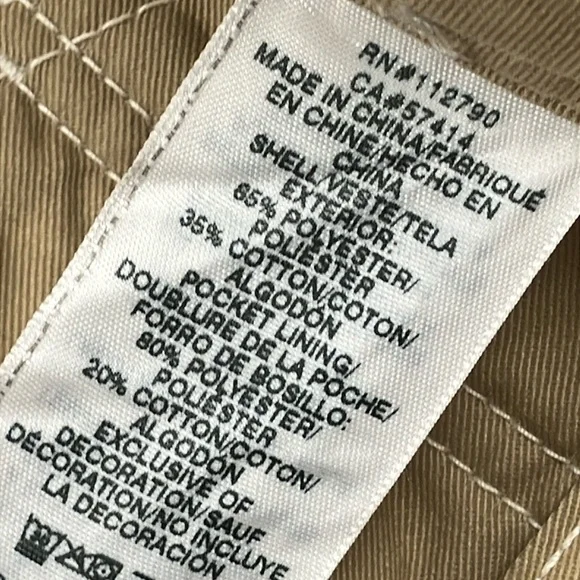 RN#112790
CA#57414
MADE IN CHINA/FABRIQUÉ
EN CHINE/HECHO EN
CHINA
SHELL/VESTE/TELA
EXTERIOR:
65% POLYESTER/
POLIÉSTER
35% COTTON/COTON/
ALGODÓN
POCKET LINING/
DOUBLURE DE LA POCHE/
FORRO DE BOSILLO:
80% POLYESTER/
POLIÉSTER
20% COTTON/COTON/
ALGODÓN
EXCLUSIVE OF
DECORATION/SAUF
DÉCORATION/NO INCLUYE
LA DECORACIÓN